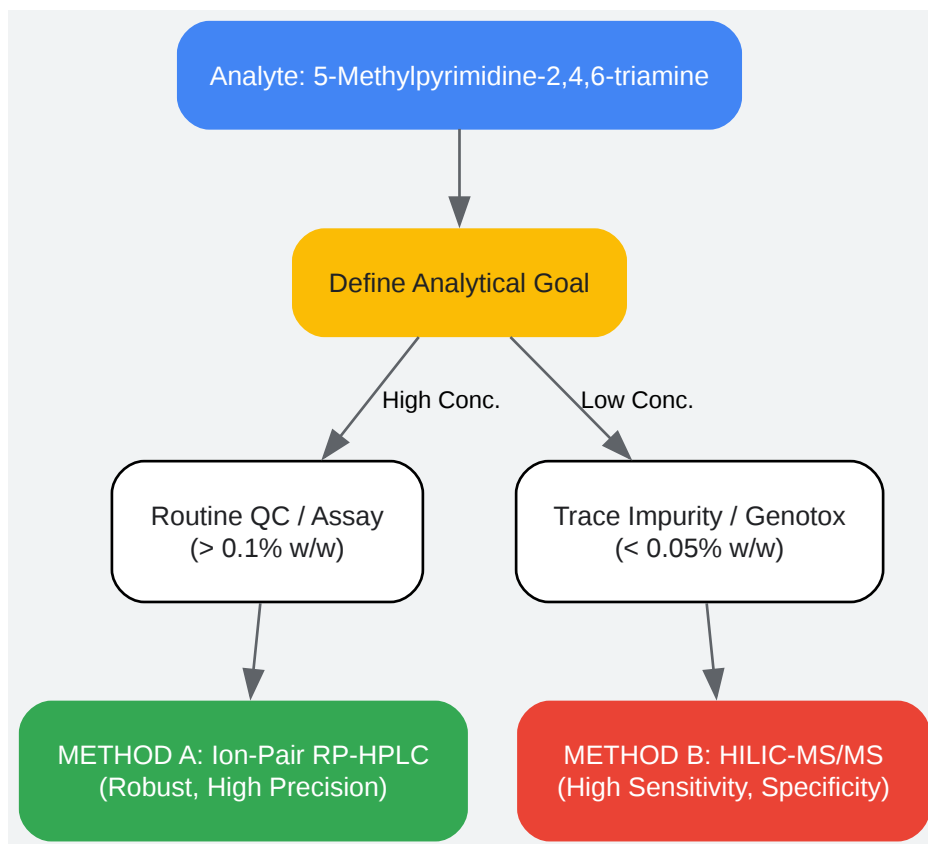 Analyte: 5-Methylpyrimidine-2,4,6-triamine
Define Analytical Goal
High Conc.
Low Conc.
Routine QC / Assay
(> 0.1% w/w)
Trace Impurity / Genotox
(< 0.05% w/w)
METHOD A: Ion-Pair RP-HPLC
(Robust, High Precision)
METHOD B: HILIC-MS/MS
(High Sensitivity, Specificity)